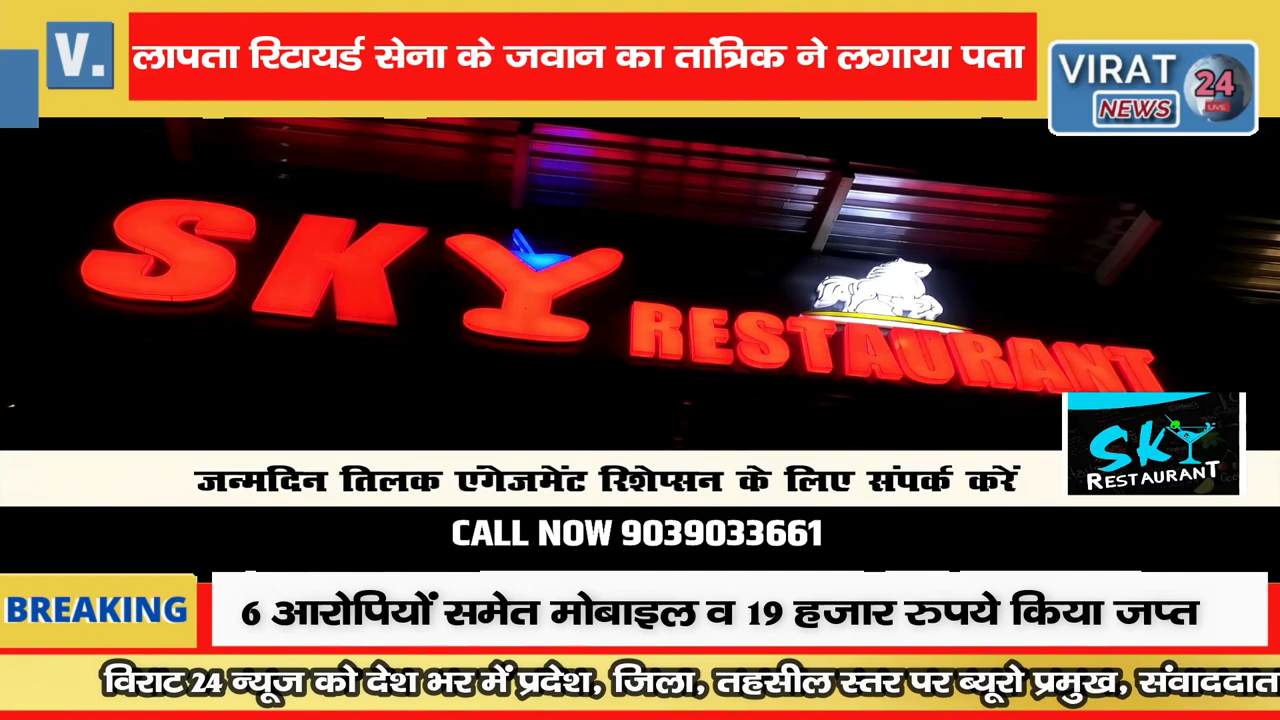 V.
लापता रिटायर्ड सेना के जवान का तांत्रिक ने लगाया पता
VIRAT
24
NEWS
LIVE
SKY
RESTAURANT
SKY
RESTAURANT
जन्मदिन तिलक एंगेजमेंट रिशेप्सन के लिए संपर्क करें
CALL NOW 9039033661
BREAKING
6 आरोपियों समेत मोबाइल व 19 हजार रुपये किया जप्त
विराट 24 न्यूज को देश भर में प्रदेश, जिला, तहसील स्तर पर ब्यूरो प्रमुख, संवाददाता